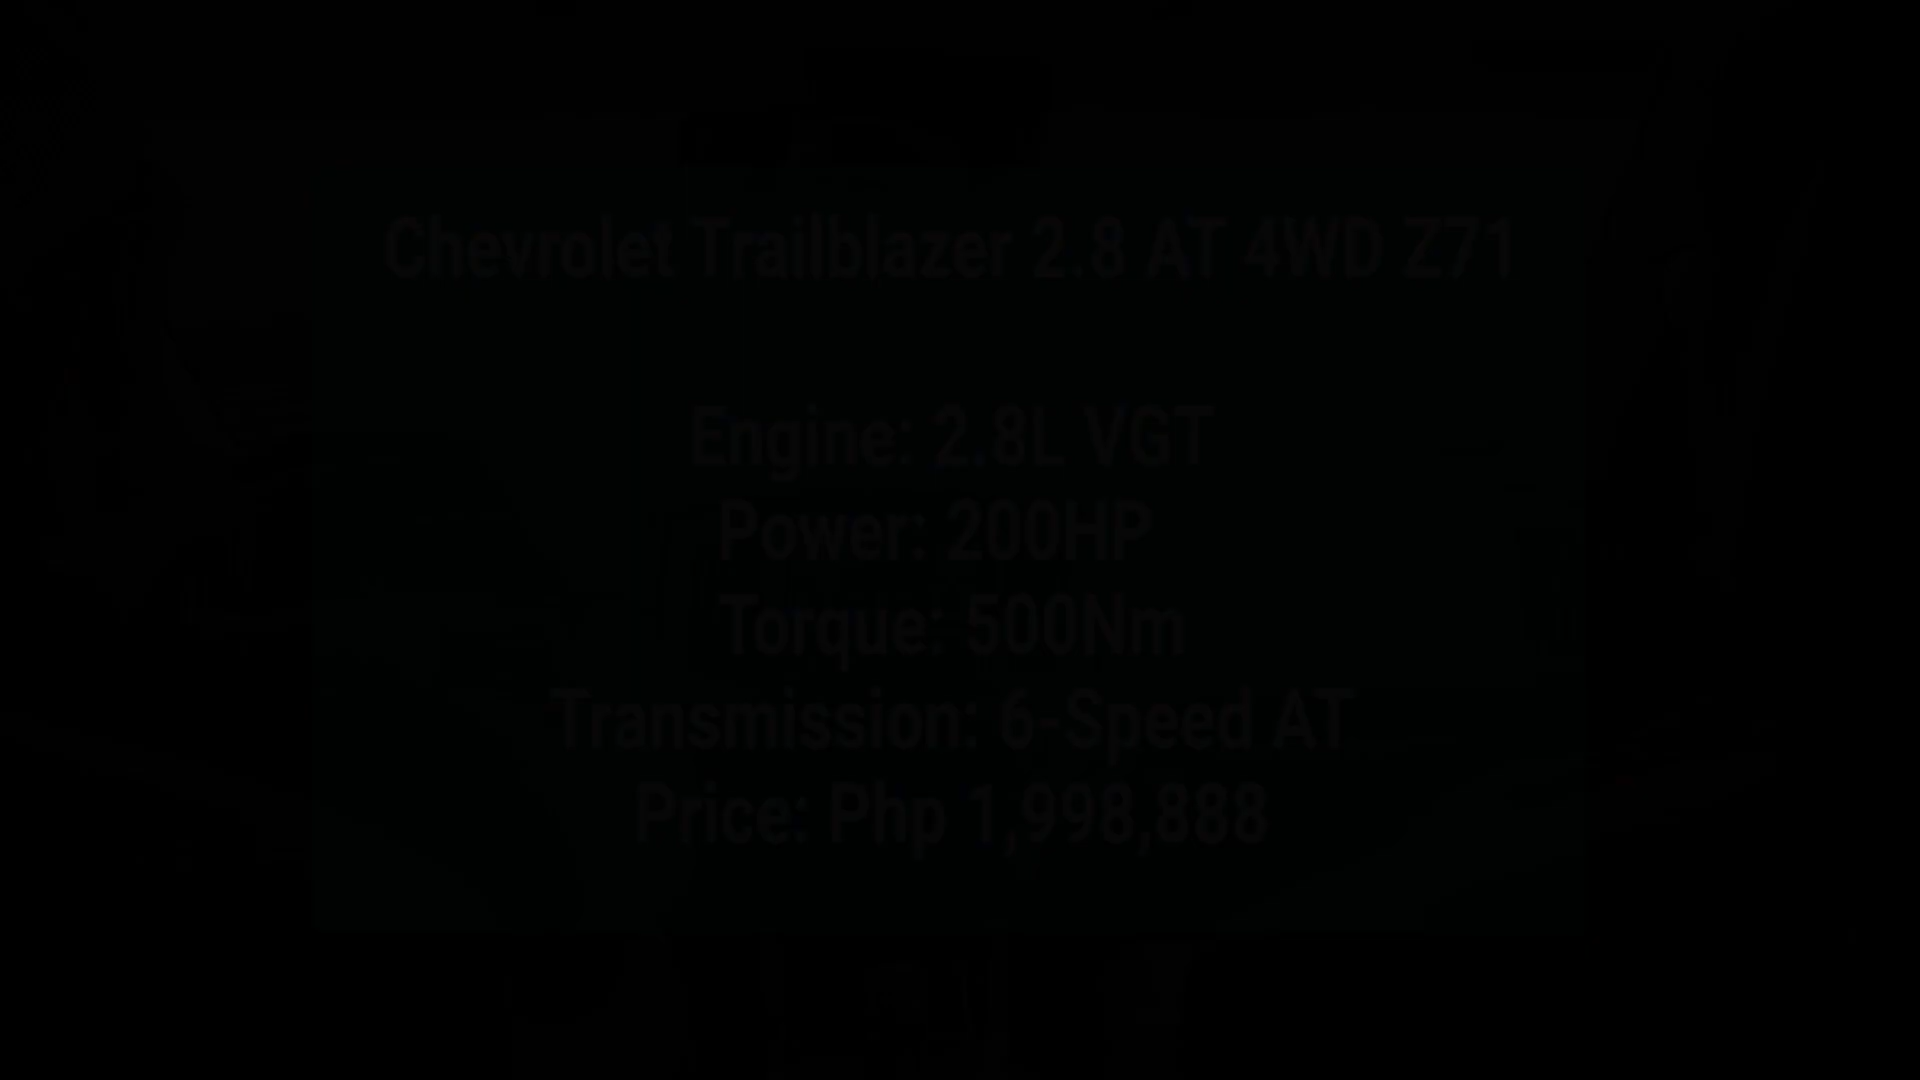 Chevrolet Trailblazer 2.8 AT 4WD Z71
Engine: 2.8L VGT
Power: 200HP
Torque: 500Nm
Transmission: 6-Speed AT
Price: Php 1,998,888